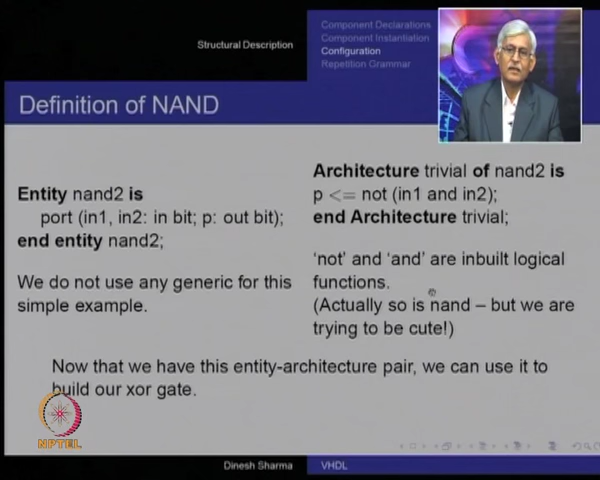 Structural Description
Component Declarations
Component Instantiation
Configuration
Repetition Grammar
Definition of NAND
Entity nand2 is
port (in1, in2: in bit; p: out bit);
end entity nand2;
We do not use any generic for this
simple example.
Architecture trivial of nand2 is
p <= not (in1 and in2);
end Architecture trivial;
‘not’ and ‘and’ are inbuilt logical
functions.
(Actually so is nand – but we are
trying to be cute!)
Now that we have this entity-architecture pair, we can use it to
build our xor gate.
NPTEL
Dinesh Sharma
VHDL